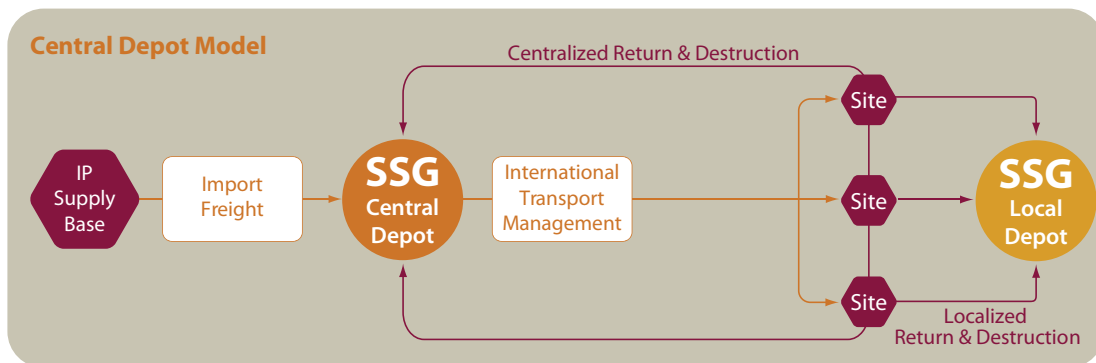 Central Depot Model
Centralized Return & Destruction
IP
Supply
Base
Import
Freight
SSG
Central
Depot
International
Transport
Management
Site
Site
Site
SSG
Local
Depot
Localized
Return & Destruction